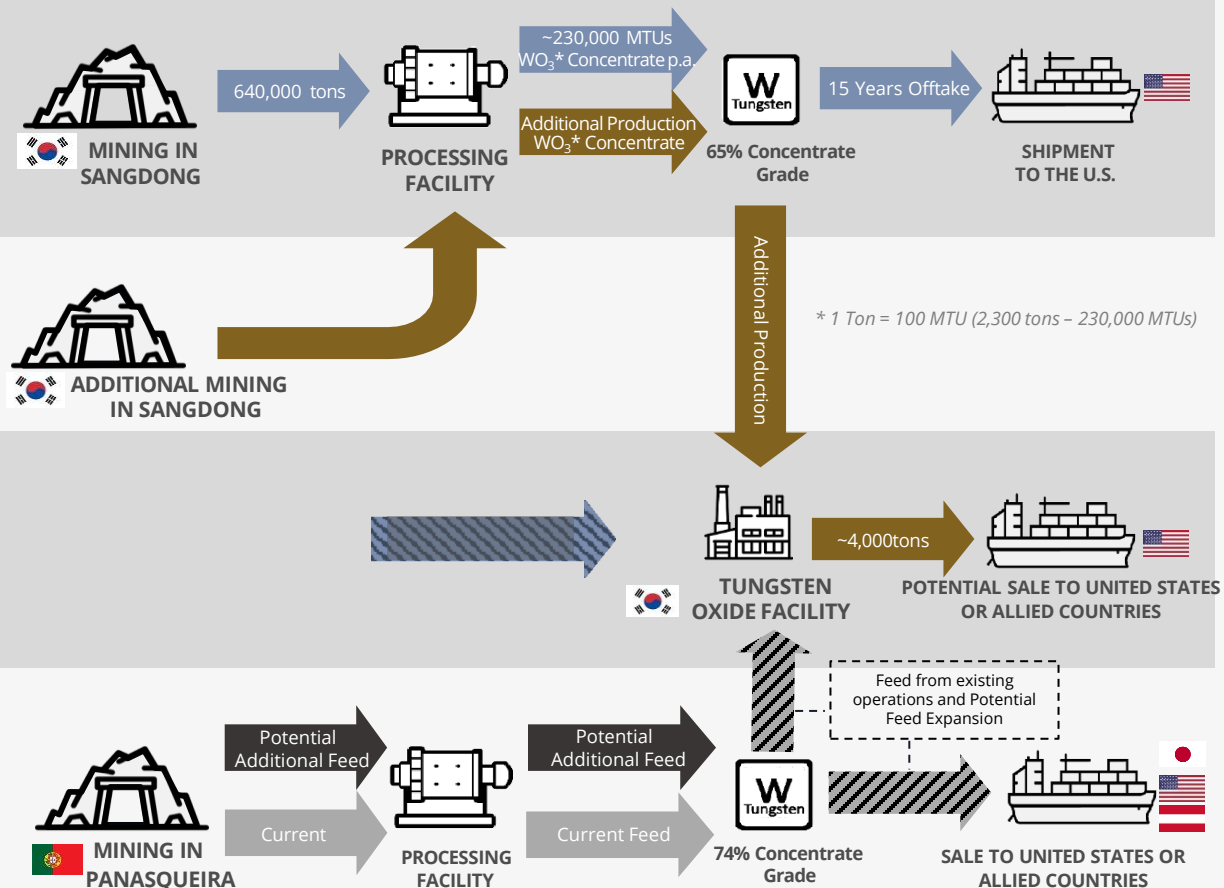 640,000 tons
~230,000 MTUs
WO₃* Concentrate p.a.
Additional Production
WO₃* Concentrate
W
Tungsten
15 Years Offtake
MINING IN
SANGDONG
PROCESSING
FACILITY
65% Concentrate
Grade
SHIPMENT
TO THE U.S.
Additional Production
* 1 Ton = 100 MTU (2,300 tons – 230,000 MTUs)
ADDITIONAL MINING
IN SANGDONG
~4,000tons
TUNGSTEN
OXIDE FACILITY
POTENTIAL SALE TO UNITED STATES
OR ALLIED COUNTRIES
Feed from existing
operations and Potential
Feed Expansion
Potential
Additional Feed
Potential
Additional Feed
W
Tungsten
Current
Current Feed
MINING IN
PANASQUEIRA
PROCESSING
FACILITY
74% Concentrate
Grade
SALE TO UNITED STATES OR
ALLIED COUNTRIES